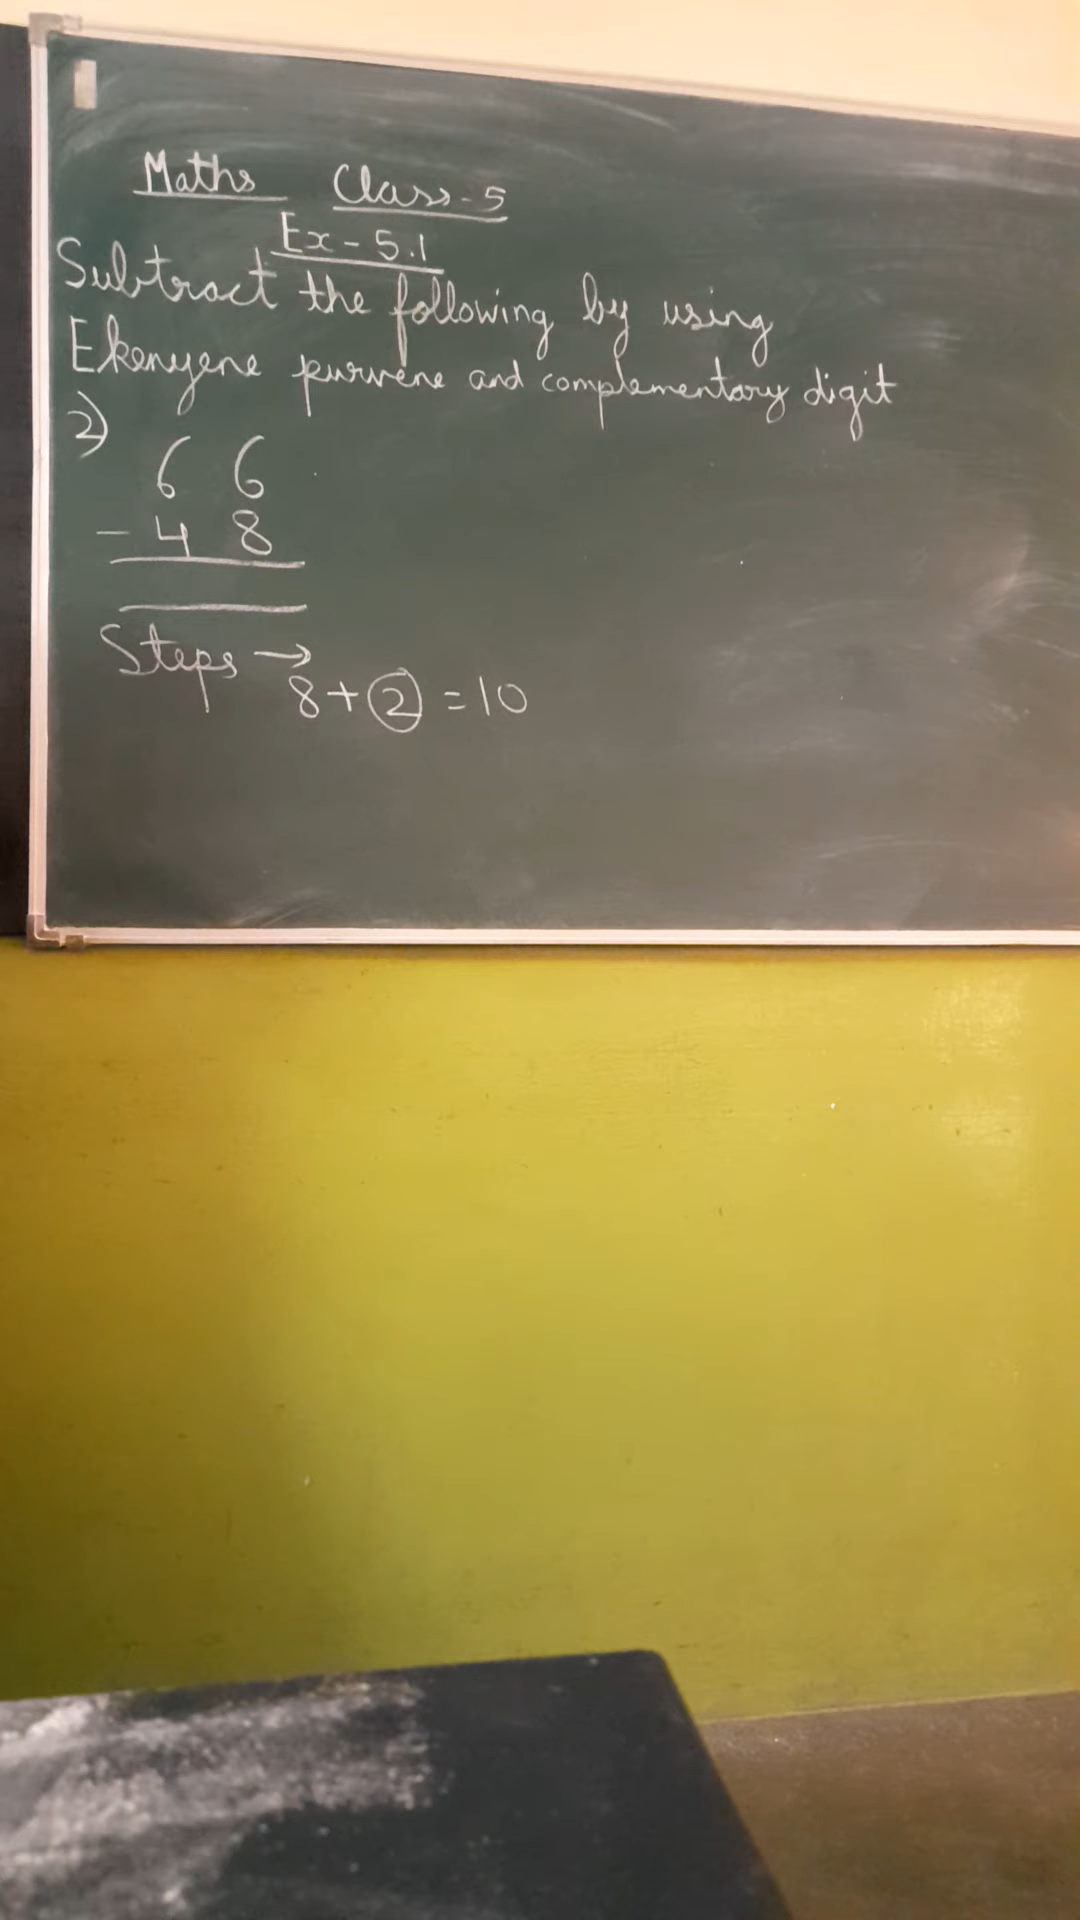 Maths Class-5
Ex-5.1
Subtract the following by using
Ekenyene purvene and complementary digit
2)
6 6
- 4 8
Steps →
8+2=10